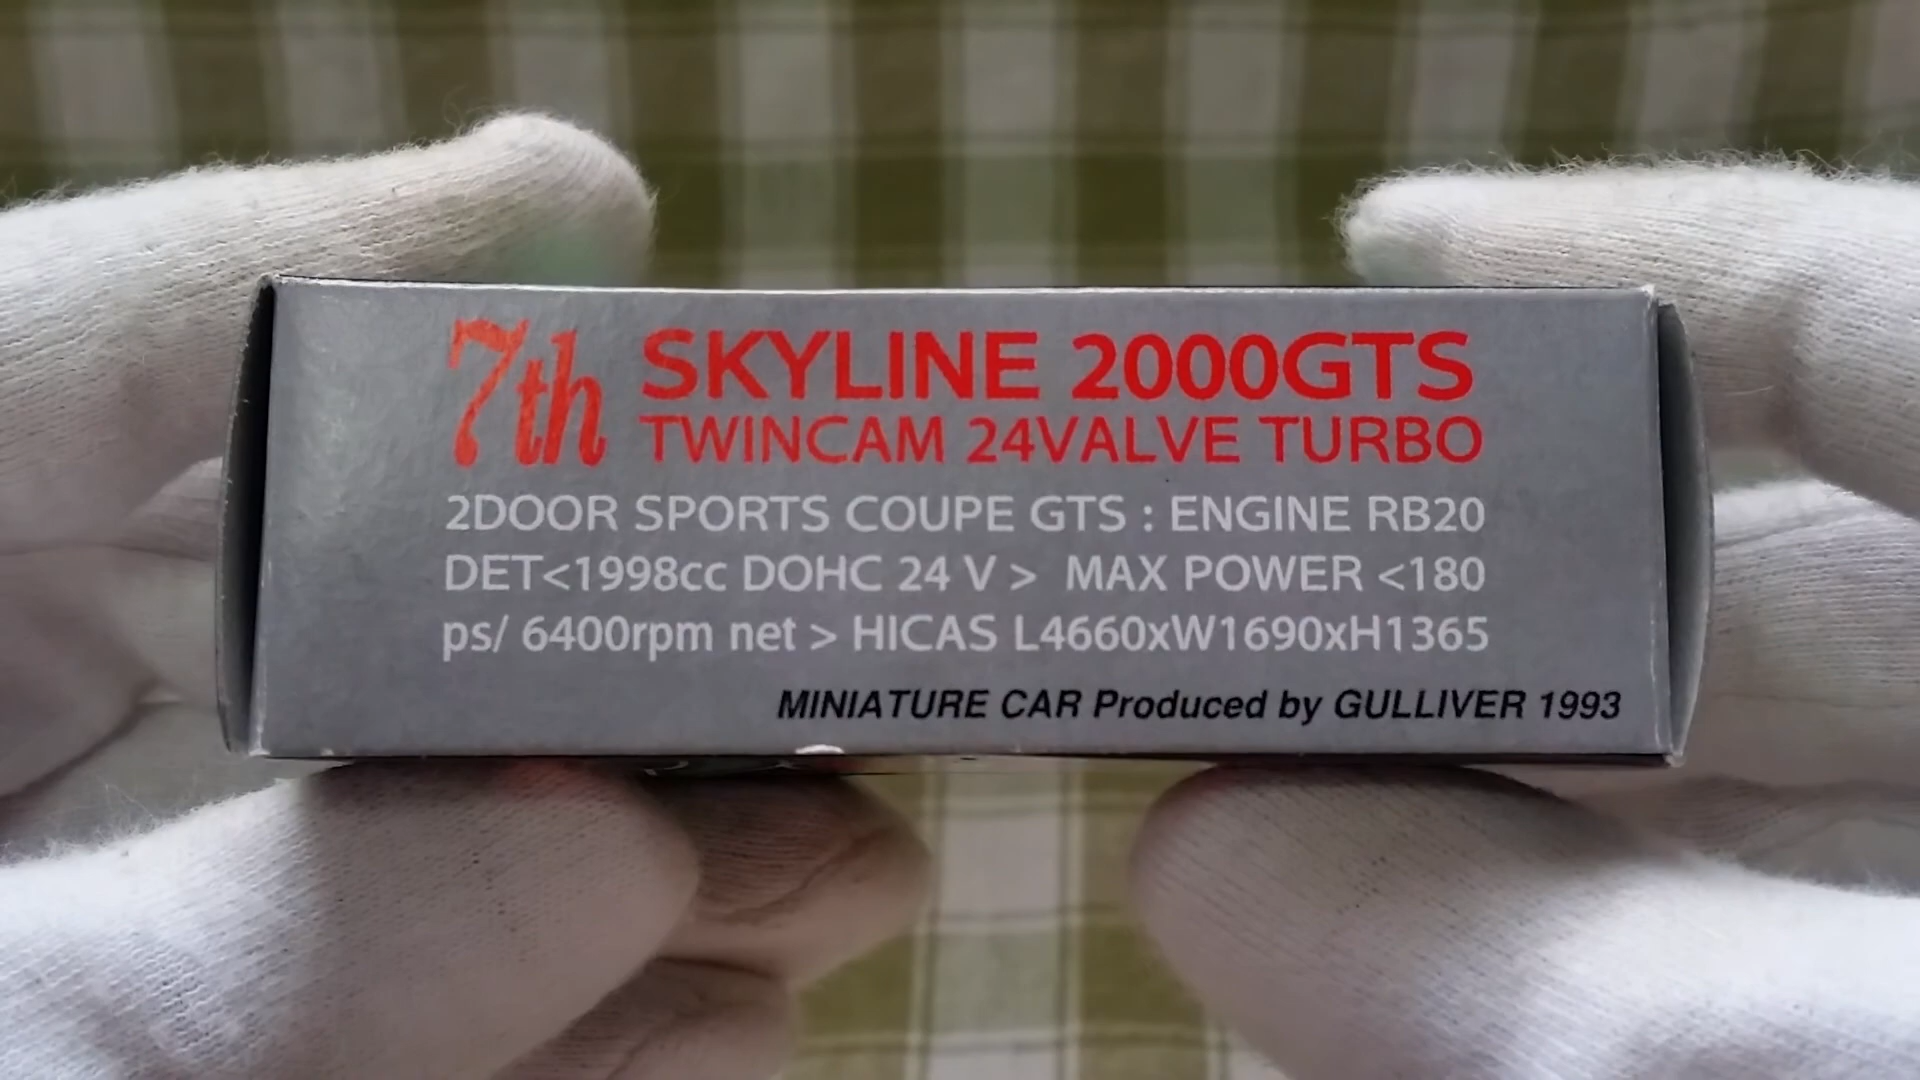 7th SKYLINE 2000GTS
TWINCAM 24VALVE TURBO
2DOOR SPORTS COUPE GTS : ENGINE RB20
DET<1998cc DOHC 24 V > MAX POWER <180
ps/ 6400rpm net > HICAS L4660xW1690xH1365
MINIATURE CAR Produced by GULLIVER 1993